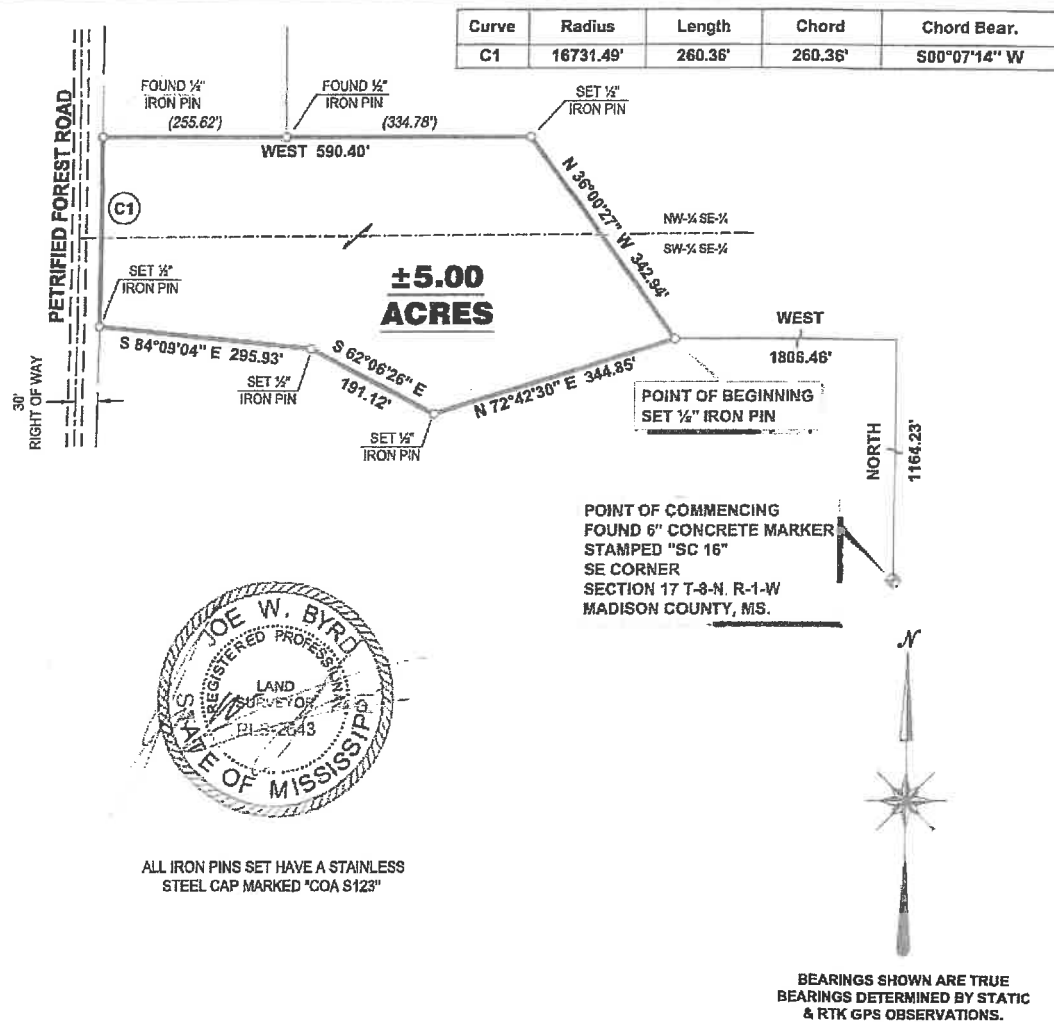 Curve Radius Length Chord Chord Bear.
C1 16731.49' 260.36' 260.36' S00°07'14" W
FOUND ½"
IRON PIN
(255.62')
FOUND ½"
IRON PIN
(334.78')
SET ½"
IRON PIN
WEST 590.40'
PETRIFIED FOREST ROAD
C1
N 36°00'27" W 342.94'
NW-¼ SE-¼
SW-¼ SE-¼
SET ½"
IRON PIN
±5.00
ACRES
S 84°09'04" E 295.93'
S 62°06'26" E
191.12'
SET ½"
IRON PIN
SET ½"
IRON PIN
N 72°42'30" E 344.85'
WEST
1806.46'
POINT OF BEGINNING
SET ½" IRON PIN
30'
RIGHT OF WAY
NORTH
1164.23'
POINT OF COMMENCING
FOUND 6" CONCRETE MARKER
STAMPED "SC 16"
SE CORNER
SECTION 17 T-8-N, R-1-W
MADISON COUNTY, MS.
JOE W. BYRD
REGISTERED PROFESSIONAL
LAND
SURVEYOR
PLS-2643
STATE OF MISSISSIPPI
N
ALL IRON PINS SET HAVE A STAINLESS
STEEL CAP MARKED "COA S123"
BEARINGS SHOWN ARE TRUE
BEARINGS DETERMINED BY STATIC
& RTK GPS OBSERVATIONS.